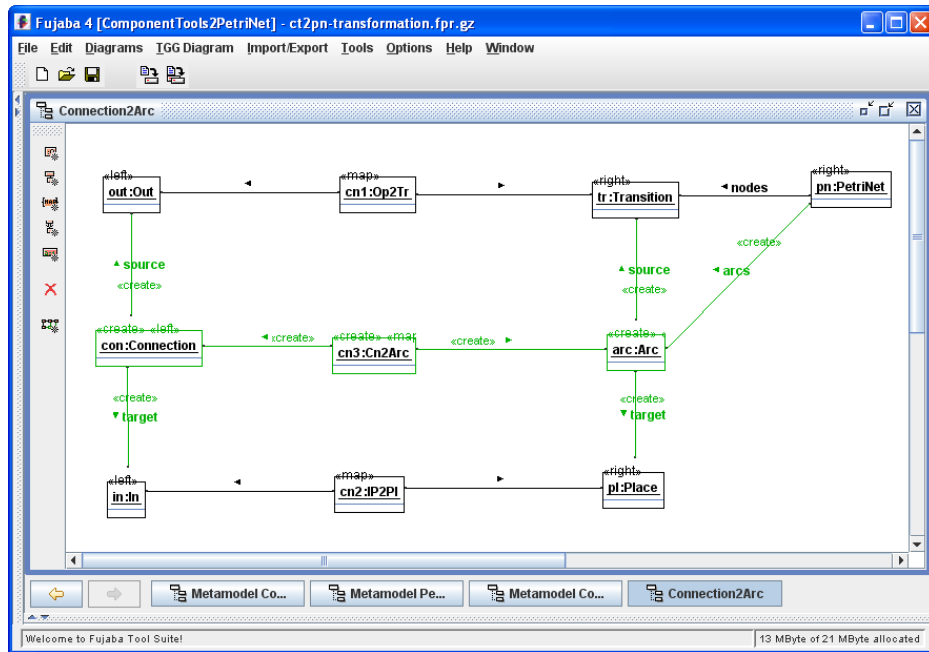 Fujaba 4 [ComponentTools2PetriNet] - ct2pn-transformation.fpr.gz
File Edit Diagrams TGG Diagram Import/Export Tools Options Help Window
Connection2Arc
«left»
out:Out
«map»
cn1:Op2Tr
«right»
tr:Transition
nodes
«right»
pn:PetriNet
«create»
arcs
source
«create»
source
«create»
«create» «left»
con:Connection
«create»
«create» «map
cn3:Cn2Arc
«create»
«create»
arc:Arc
«create»
target
«create»
target
«left»
in:In
«map»
cn2:IP2Pl
«right»
pl:Place
Metamodel Co... Metamodel Pe... Metamodel Co... Connection2Arc
Welcome to Fujaba Tool Suite! 13 MByte of 21 MByte allocated